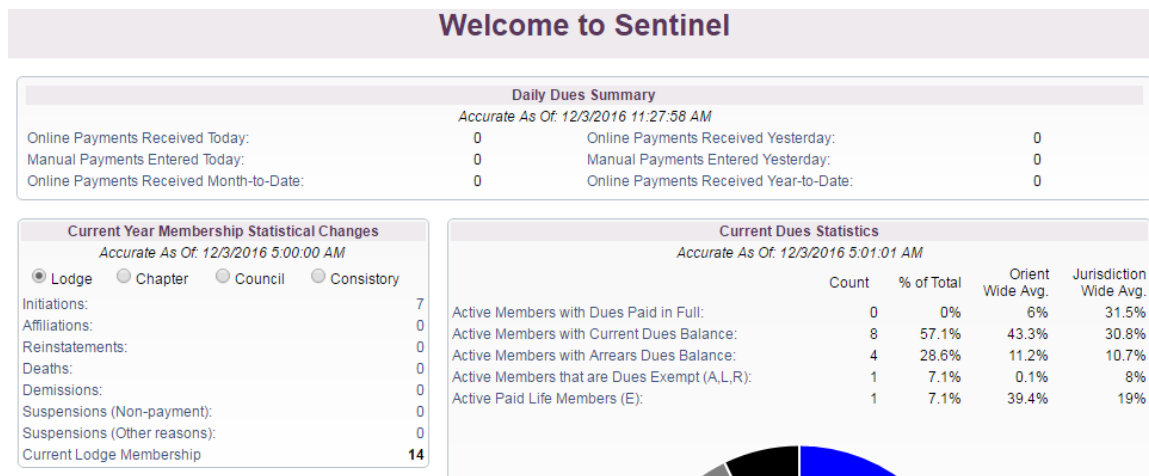 Welcome to Sentinel
Daily Dues Summary
Accurate As Of: 12/3/2016 11:27:58 AM
Online Payments Received Today: 0 Online Payments Received Yesterday: 0
Manual Payments Entered Today: 0 Manual Payments Entered Yesterday: 0
Online Payments Received Month-to-Date: 0 Online Payments Received Year-to-Date: 0
Current Year Membership Statistical Changes
Accurate As Of: 12/3/2016 5:00:00 AM
Lodge Chapter Council Consistory
Initiations: 7
Affiliations: 0
Reinstatements: 0
Deaths: 0
Demissions: 0
Suspensions (Non-payment): 0
Suspensions (Other reasons): 0
Current Lodge Membership 14
Current Dues Statistics
Accurate As Of: 12/3/2016 5:01:01 AM
Count % of Total Orient Wide Avg. Jurisdiction Wide Avg.
Active Members with Dues Paid in Full: 0 0% 6% 31.5%
Active Members with Current Dues Balance: 8 57.1% 43.3% 30.8%
Active Members with Arrears Dues Balance: 4 28.6% 11.2% 10.7%
Active Members that are Dues Exempt (A,L,R): 1 7.1% 0.1% 8%
Active Paid Life Members (E): 1 7.1% 39.4% 19%